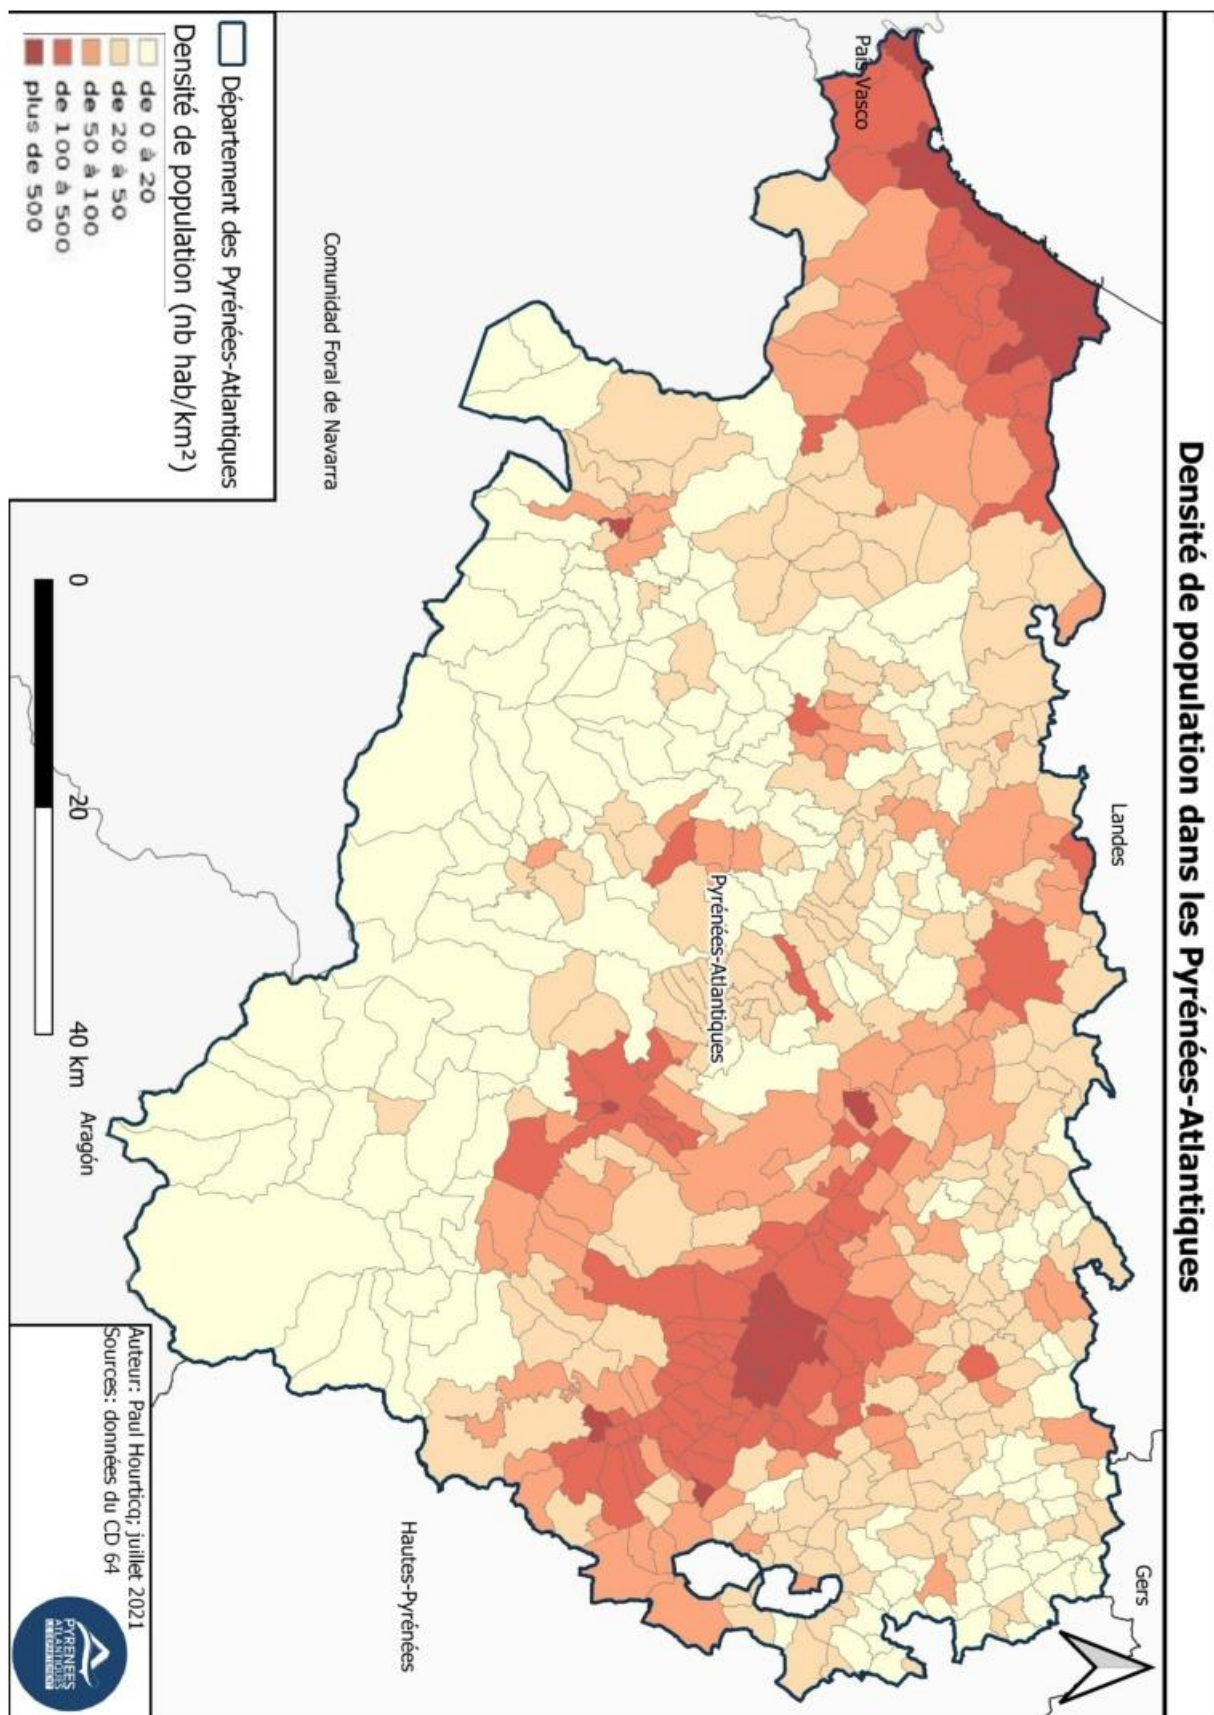 Densité de population dans les Pyrénées-Atlantiques
Landes
Gers
País Vasco
Pyrénées-Atlantiques
Comunidad Foral de Navarra
Hautes-Pyrénées
Aragón
Département des Pyrénées-Atlantiques
Densité de population (nb hab/km²)
de 0 à 20
de 20 à 50
de 50 à 100
de 100 à 500
plus de 500
0 20 40 km
Auteur: Paul Hourticq; juillet 2021
Sources: données du CD 64
PYRÉNÉES
ATLANTIQUES
LE DÉPARTEMENT